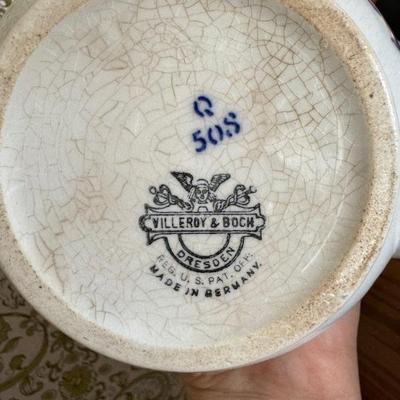 Q
508
VILLEROY & BOCH
DRESDEN
REG. U. S. PAT. OFF.
MADE IN GERMANY.